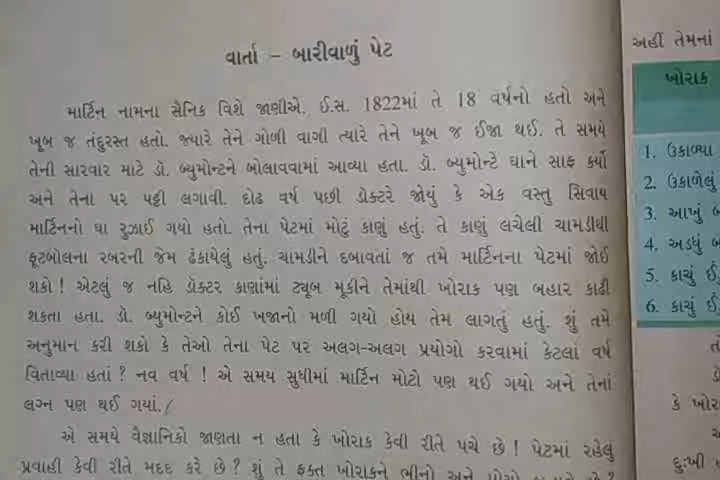 વાર્તા – બારીવાળું પેટ
માર્ટિન નામના સૈનિક વિશે જાણીએ. ઈ.સ. 1822માં તે 18 વર્ષનો હતો અને
ખૂબ જ તંદુરસ્ત હતો. જ્યારે તેને ગોળી વાગી ત્યારે તેને ખૂબ જ ઈજા થઈ. તે સમયે
તેની સારવાર માટે ડૉ. બ્યુમોન્ટને બોલાવવામાં આવ્યા હતા. ડૉ. બ્યુમોન્ટે ઘાને સાફ કર્યો
અને તેના પર પટ્ટી લગાવી. દોઢ વર્ષ પછી ડૉક્ટરે જોયું કે એક વસ્તુ સિવાય
માર્ટિનનો ઘા રુઝાઈ ગયો હતો. તેના પેટમાં મોટું કાણું હતું. તે કાણું લચેલી ચામડીથી
ફૂટબોલના રબરની જેમ ઢંકાયેલું હતું. ચામડીને દબાવતાં જ તમે માર્ટિનના પેટમાં જોઈ
શકો ! એટલું જ નહિ ડૉક્ટર કાણાંમાં ટ્યૂબ મૂકીને તેમાંથી ખોરાક પણ બહાર કાઢી
શકતા હતા. ડૉ. બ્યુમોન્ટને કોઈ ખજાનો મળી ગયો હોય તેમ લાગતું હતું. શું તમે
અનુમાન કરી શકો કે તેઓ તેના પેટ પર અલગ-અલગ પ્રયોગો કરવામાં કેટલાં વર્ષ
વિતાવ્યા હતાં ? નવ વર્ષ ! એ સમય સુધીમાં માર્ટિન મોટો પણ થઈ ગયો અને તેનાં
લગ્ન પણ થઈ ગયાં.
એ સમયે વૈજ્ઞાનિકો જાણતા ન હતા કે ખોરાક કેવી રીતે પચે છે ! પેટમાં રહેલું
પ્રવાહી કેવી રીતે મદદ કરે છે ? શું તે ફક્ત ખોરાકને ભીનો અને
અહીં તેમનાં
ખોરાક
1. ઉકાળ્યા
2. ઉકાળેલું
3. આખું
4. અડધું
5. કાચું
6. કાચું
કે
દુઃખી